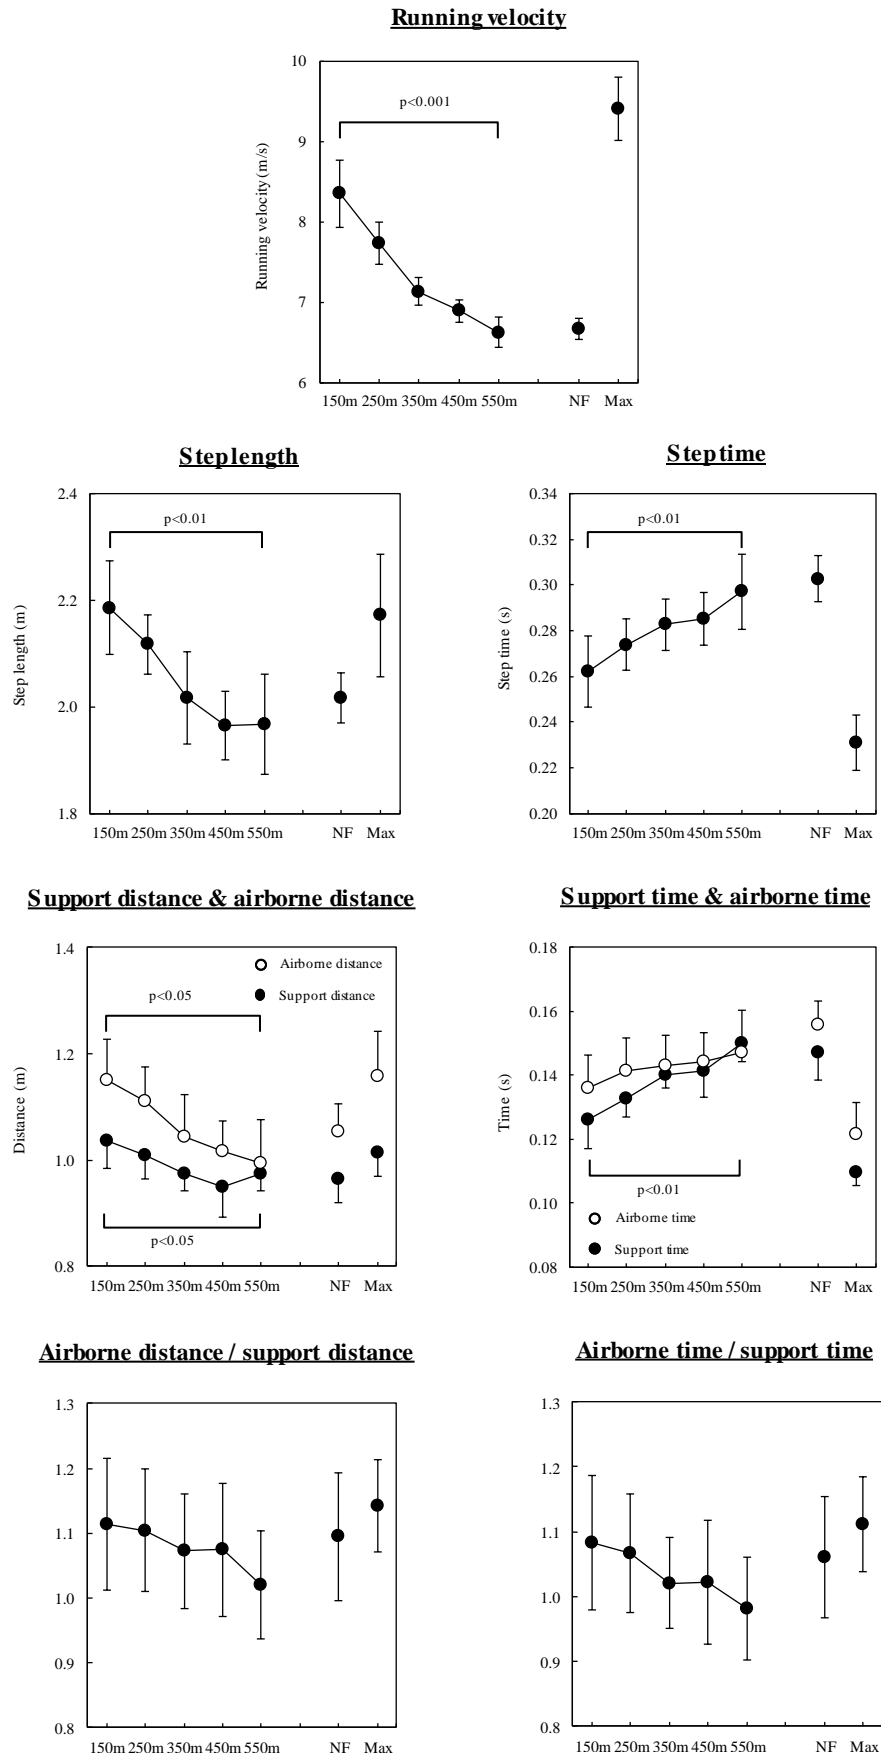 Running velocity
10
p<0.001
9
Running velocity (m/s)
8
7
6
150m 250m 350m 450m 550m NF Max
Step length
2.4
p<0.01
2.2
Step length (m)
2.0
1.8
150m 250m 350m 450m 550m NF Max
Step time
0.34
0.32
p<0.01
0.30
0.28
Step time (s)
0.26
0.24
0.22
0.20
150m 250m 350m 450m 550m NF Max
Support distance & airborne distance
1.4
Airborne distance
Support distance
p<0.05
1.2
Distance (m)
1.0
p<0.05
0.8
150m 250m 350m 450m 550m NF Max
Support time & airborne time
0.18
0.16
0.14
Time (s)
0.12
p<0.01
0.10
Airborne time
Support time
0.08
150m 250m 350m 450m 550m NF Max
Airborne distance / support distance
1.3
1.2
1.1
1.0
0.9
0.8
150m 250m 350m 450m 550m NF Max
Airborne time / support time
1.3
1.2
1.1
1.0
0.9
0.8
150m 250m 350m 450m 550m NF Max